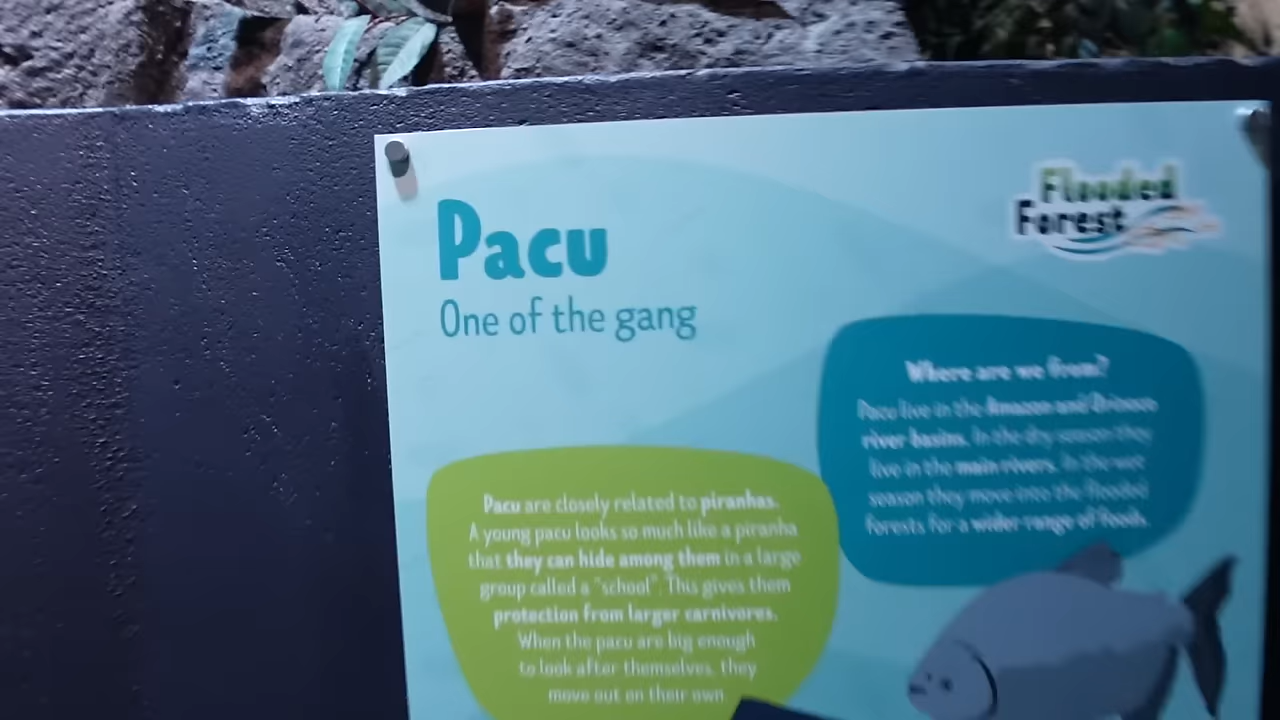 Flooded
Forest
Pacu
One of the gang
Where are we from?
Pacu live in the Amazon and Orinoco
river basins. In the dry season they
live in the main rivers. In the wet
season they move into the flooded
forests for a wider range of foods.
Pacu are closely related to piranhas.
A young pacu looks so much like a piranha
that they can hide among them in a large
group called a "school". This gives them
protection from larger carnivores.
When the pacu are big enough
to look after themselves, they
move out on their own